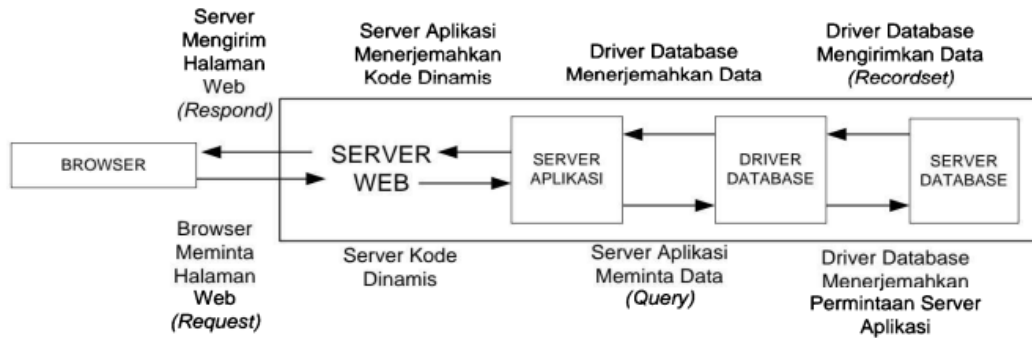 Server
Mengirim
Halaman
Web
(Respond)
Server Aplikasi
Menerjemahkan
Kode Dinamis
Driver Database
Menerjemahkan Data
Driver Database
Mengirimkan Data
(Recordset)
BROWSER
SERVER
WEB
SERVER
APLIKASI
DRIVER
DATABASE
SERVER
DATABASE
Browser
Meminta
Halaman
Web
(Request)
Server Kode
Dinamis
Server Aplikasi
Meminta Data
(Query)
Driver Database
Menerjemahkan
Permintaan Server
Aplikasi